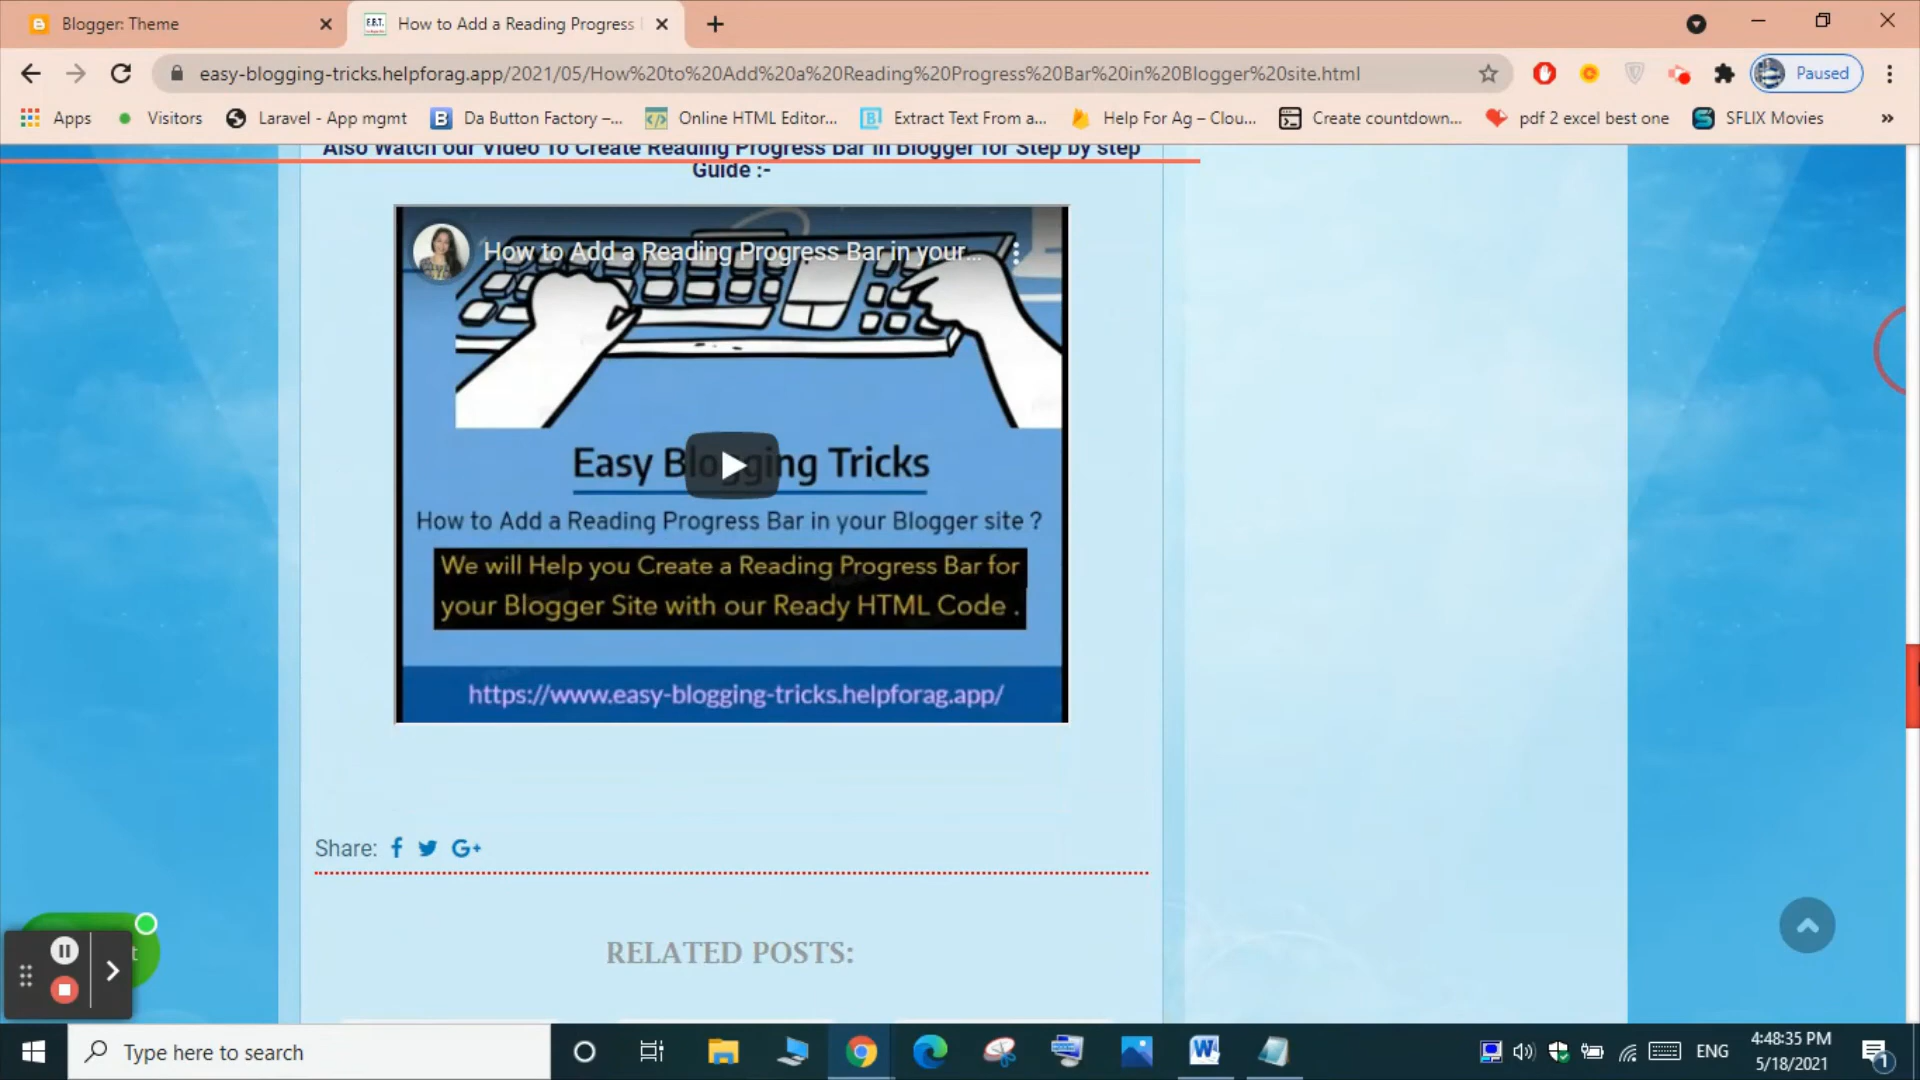 Blogger: Theme
E.B.T.
How to Add a Reading Progress
easy-blogging-tricks.helpforag.app/2021/05/How%20to%20Add%20a%20Reading%20Progress%20Bar%20in%20Blogger%20site.html
Paused
Apps
Visitors
Laravel - App mgmt
Da Button Factory –...
Online HTML Editor...
Extract Text From a...
Help For Ag – Clou...
Create countdown...
pdf 2 excel best one
SFLIX Movies
»
Also Watch our Video To Create Reading Progress Bar in Blogger for Step by step
Guide :-
How to Add a Reading Progress Bar in your...
Easy Blogging Tricks
How to Add a Reading Progress Bar in your Blogger site ?
We will Help you Create a Reading Progress Bar for
your Blogger Site with our Ready HTML Code .
https://www.easy-blogging-tricks.helpforag.app/
Share:
G+
RELATED POSTS:
t
Type here to search
ENG
4:48:35 PM
5/18/2021
1